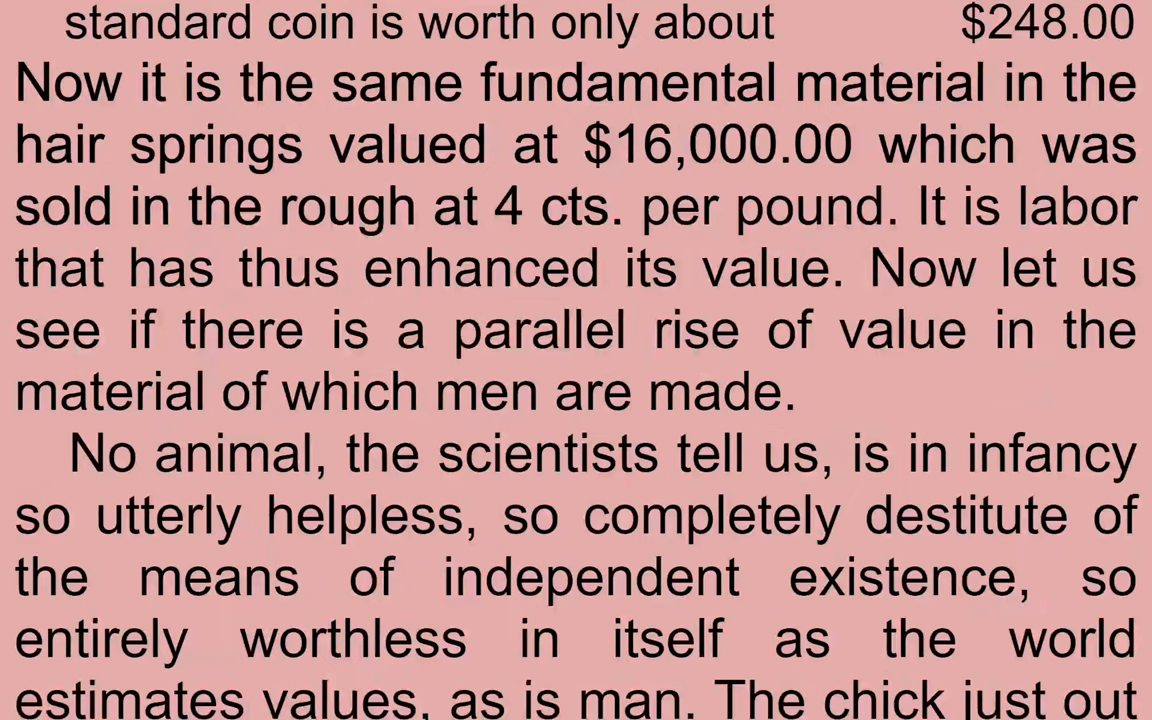 standard coin is worth only about $248.00
Now it is the same fundamental material in the
hair springs valued at $16,000.00 which was
sold in the rough at 4 cts. per pound. It is labor
that has thus enhanced its value. Now let us
see if there is a parallel rise of value in the
material of which men are made.
No animal, the scientists tell us, is in infancy
so utterly helpless, so completely destitute of
the means of independent existence, so
entirely worthless in itself as the world
estimates values, as is man. The chick just out